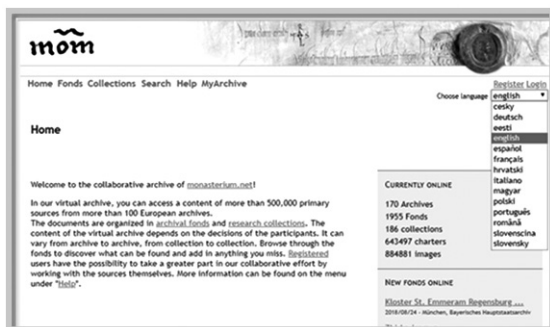 mom
Home Fonds Collections Search Help MyArchive
Register Login
Choose language english
cesky
deutsch
eesti
english
español
français
hrvatski
italiano
magyar
polski
português
română
slovenscina
slovensky
Home
Welcome to the collaborative archive of monasterium.net!
In our virtual archive, you can access a content of more than 500,000 primary
sources from more than 100 European archives.
The documents are organized in archival fonds and research collections. The
content of the virtual archive depends on the decisions of the participants. It can
vary from archive to archive, from collection to collection. Browse through the
fonds to discover what can be found and add in anything you miss. Registered
users have the possibility to take a greater part in our collaborative effort by
working with the sources themselves. More information can be found on the menu
under "Help".
Currently online
170 Archives
1955 Fonds
186 collections
643497 charters
884881 images
New fonds online
Kloster St. Emmeram Regensburg ...
2018/08/24 - München, Bayerisches Hauptstaatsarchiv